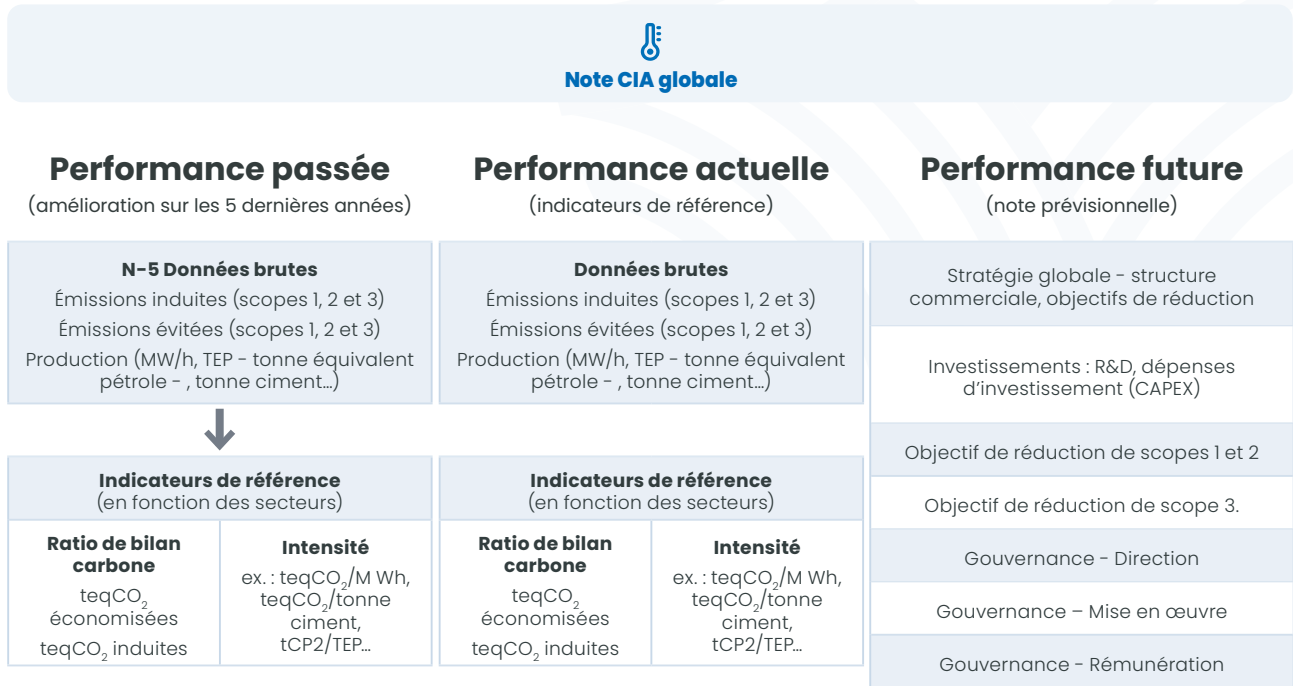 Note CIA globale
Performance passée
(amélioration sur les 5 dernières années)
N-5 Données brutes
Émissions induites (scopes 1, 2 et 3)
Émissions évitées (scopes 1, 2 et 3)
Production (MW/h, TEP - tonne équivalent
pétrole - , tonne ciment…)
Indicateurs de référence
(en fonction des secteurs)
Ratio de bilan
carbone
teqCO₂
économisées
teqCO₂ induites
Intensité
ex. : teqCO₂/M Wh,
teqCO₂/tonne
ciment,
tCP2/TEP…
Performance actuelle
(indicateurs de référence)
Données brutes
Émissions induites (scopes 1, 2 et 3)
Émissions évitées (scopes 1, 2 et 3)
Production (MW/h, TEP - tonne équivalent
pétrole - , tonne ciment…)
Indicateurs de référence
(en fonction des secteurs)
Ratio de bilan
carbone
teqCO₂
économisées
teqCO₂ induites
Intensité
ex. : teqCO₂/M Wh,
teqCO₂/tonne
ciment,
tCP2/TEP…
Performance future
(note prévisionnelle)
Stratégie globale - structure
commerciale, objectifs de réduction
Investissements : R&D, dépenses
d’investissement (CAPEX)
Objectif de réduction de scopes 1 et 2
Objectif de réduction de scope 3.
Gouvernance - Direction
Gouvernance – Mise en œuvre
Gouvernance - Rémunération